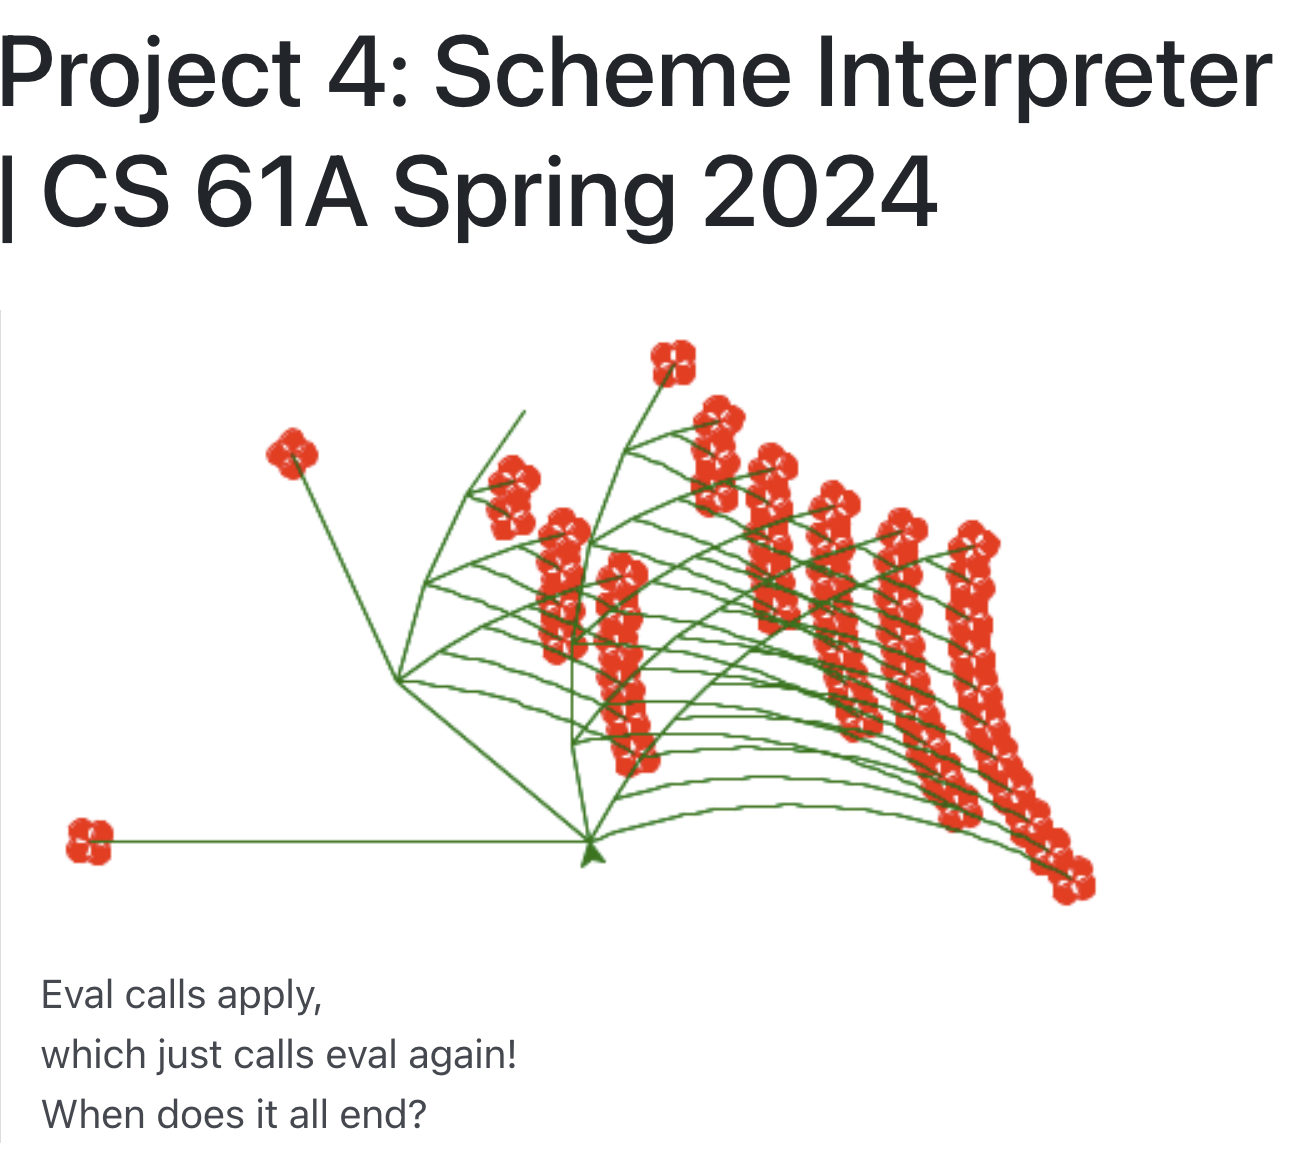 Project 4: Scheme Interpreter
| CS 61A Spring 2024
Eval calls apply,
which just calls eval again!
When does it all end?